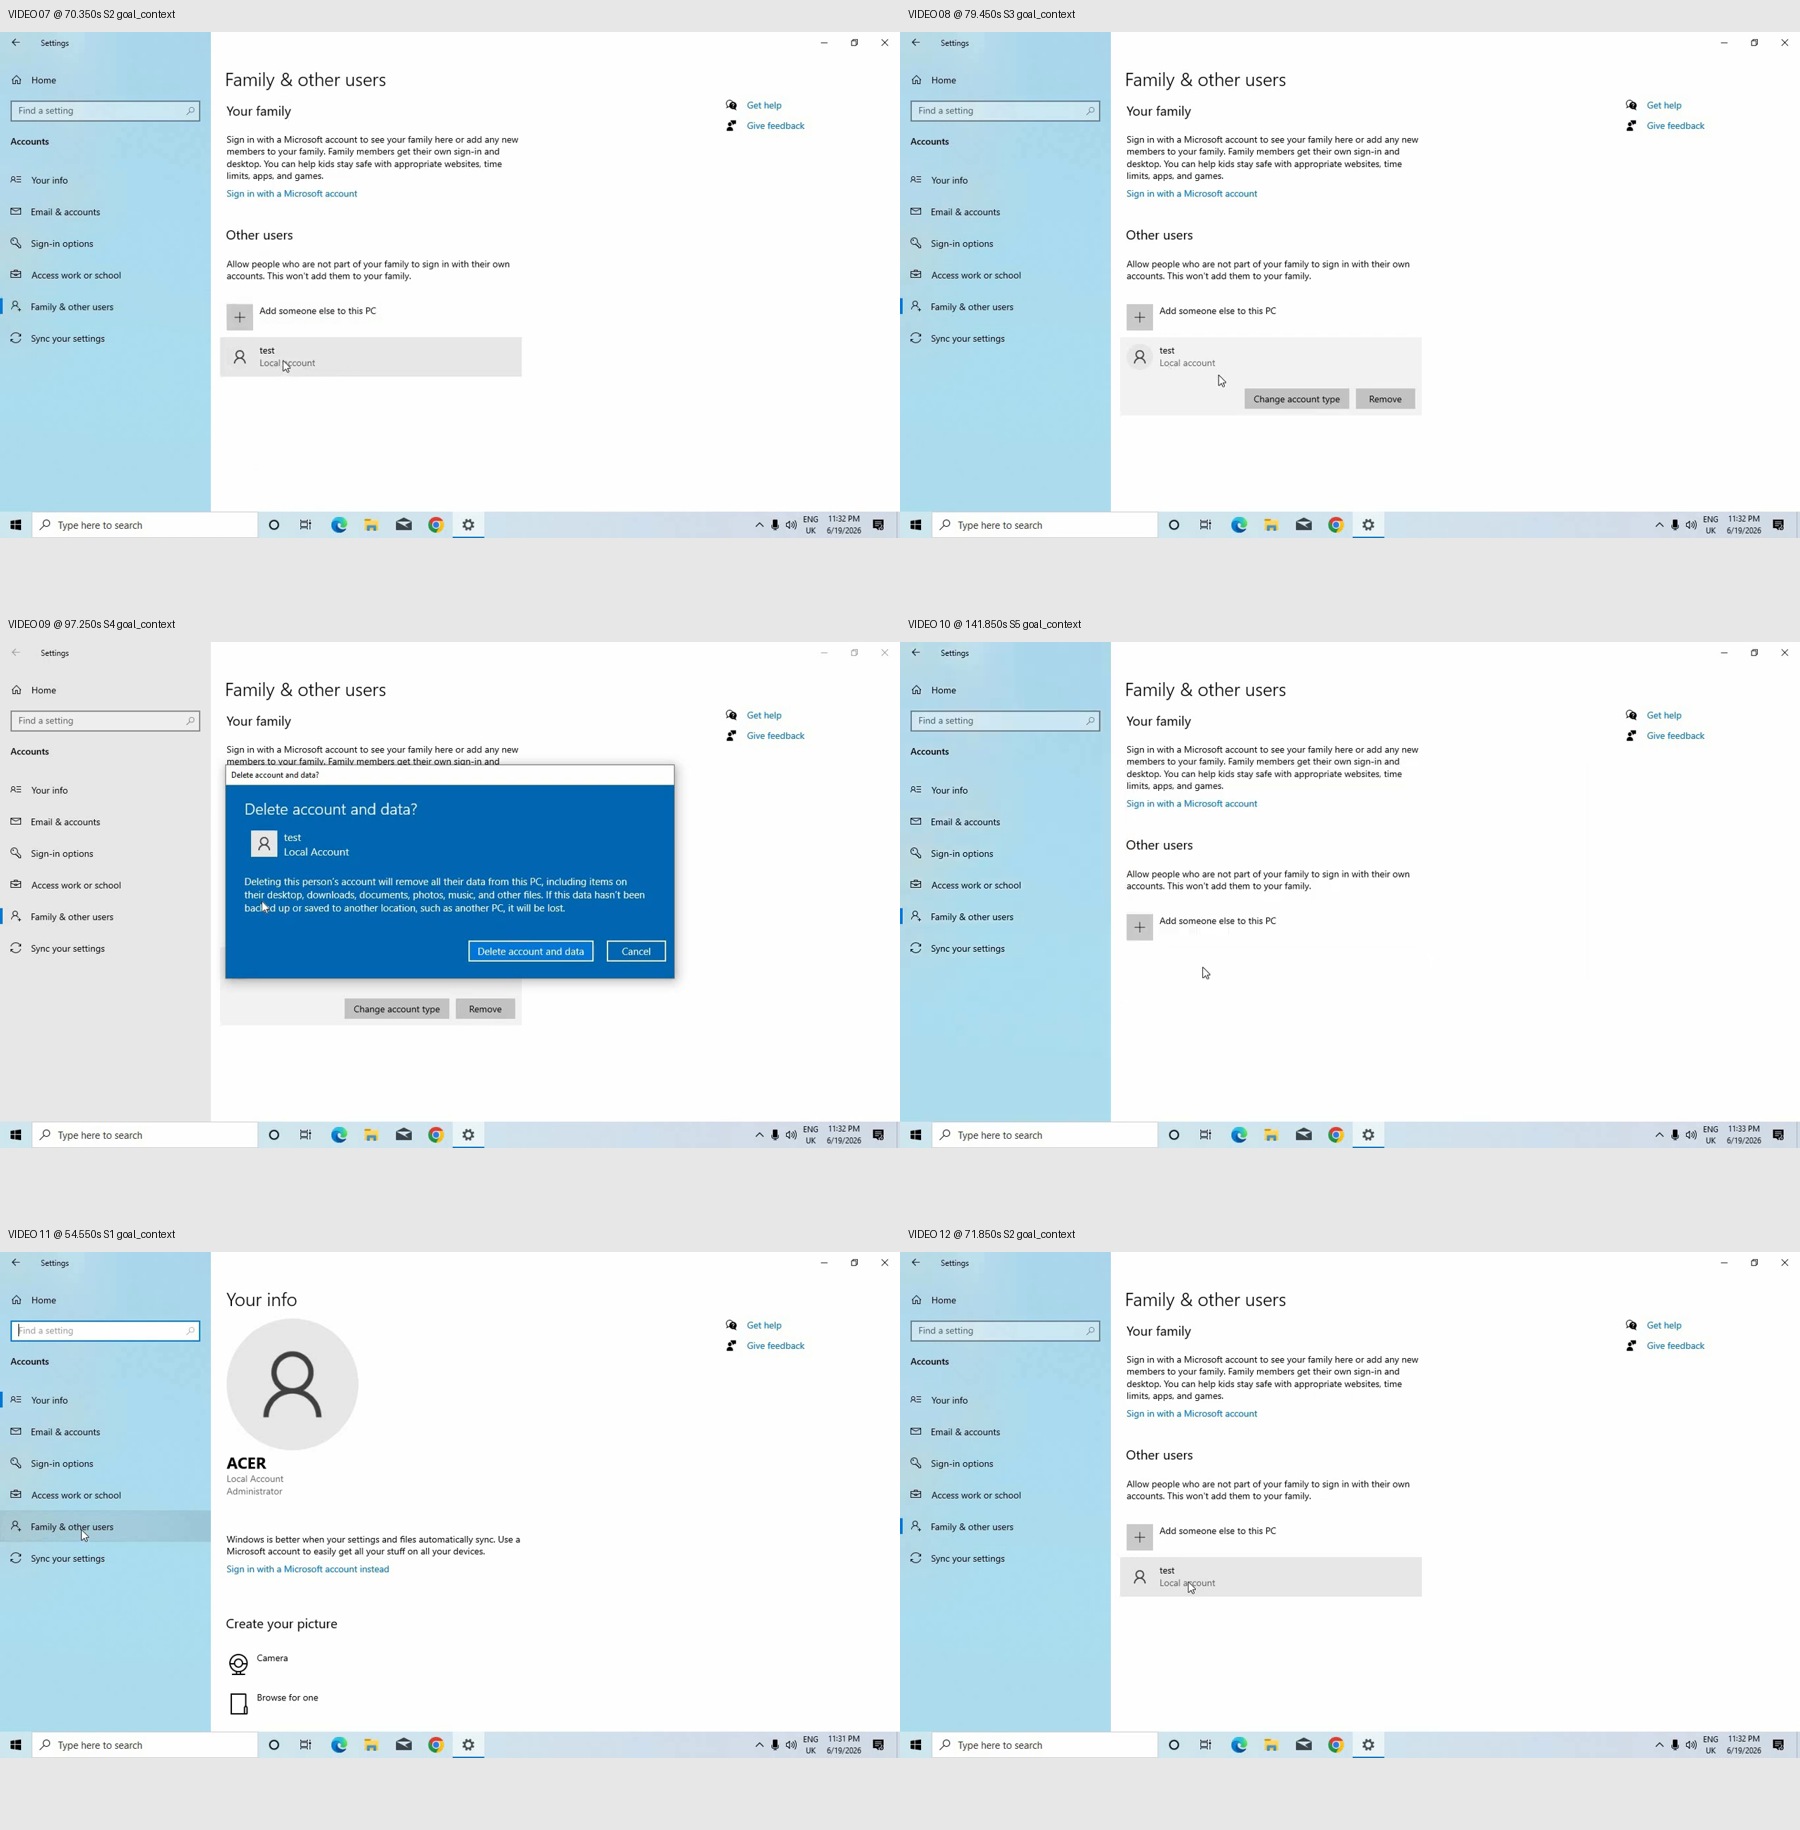 VIDEO 07 @ 70.350s S2 goal_context
Settings
Home
Find a setting
Accounts
Your info
Email & accounts
Sign-in options
Access work or school
Family & other users
Sync your settings
Family & other users
Your family
Sign in with a Microsoft account to see your family here or add any new
members to your family. Family members get their own sign-in and
desktop. You can help kids stay safe with appropriate websites, time
limits, apps, and games.
Sign in with a Microsoft account
Other users
Allow people who are not part of your family to sign in with their own
accounts. This won't add them to your family.
Add someone else to this PC
test
Local account
Get help
Give feedback
Type here to search
ENG
UK
11:32 PM
6/19/2026
VIDEO 08 @ 79.450s S3 goal_context
Settings
Home
Find a setting
Accounts
Your info
Email & accounts
Sign-in options
Access work or school
Family & other users
Sync your settings
Family & other users
Your family
Sign in with a Microsoft account to see your family here or add any new
members to your family. Family members get their own sign-in and
desktop. You can help kids stay safe with appropriate websites, time
limits, apps, and games.
Sign in with a Microsoft account
Other users
Allow people who are not part of your family to sign in with their own
accounts. This won't add them to your family.
Add someone else to this PC
test
Local account
Change account type
Remove
Get help
Give feedback
Type here to search
ENG
UK
11:32 PM
6/19/2026
VIDEO 09 @ 97.250s S4 goal_context
Settings
Home
Find a setting
Accounts
Your info
Email & accounts
Sign-in options
Access work or school
Family & other users
Sync your settings
Family & other users
Your family
Sign in with a Microsoft account to see your family here or add any new
members to your family. Family members get their own sign-in and
Delete account and data?
Delete account and data?
test
Local Account
Deleting this person's account will remove all their data from this PC, including items on
their desktop, downloads, documents, photos, music, and other files. If this data hasn't been
backed up or saved to another location, such as another PC, it will be lost.
Delete account and data
Cancel
Change account type
Remove
Get help
Give feedback
Type here to search
ENG
UK
11:32 PM
6/19/2026
VIDEO 10 @ 141.850s S5 goal_context
Settings
Home
Find a setting
Accounts
Your info
Email & accounts
Sign-in options
Access work or school
Family & other users
Sync your settings
Family & other users
Your family
Sign in with a Microsoft account to see your family here or add any new
members to your family. Family members get their own sign-in and
desktop. You can help kids stay safe with appropriate websites, time
limits, apps, and games.
Sign in with a Microsoft account
Other users
Allow people who are not part of your family to sign in with their own
accounts. This won't add them to your family.
Add someone else to this PC
Get help
Give feedback
Type here to search
ENG
UK
11:33 PM
6/19/2026
VIDEO 11 @ 54.550s S1 goal_context
Settings
Home
Find a setting
Accounts
Your info
Email & accounts
Sign-in options
Access work or school
Family & other users
Sync your settings
Your info
ACER
Local Account
Administrator
Windows is better when your settings and files automatically sync. Use a
Microsoft account to easily get all your stuff on all your devices.
Sign in with a Microsoft account instead
Create your picture
Camera
Browse for one
Get help
Give feedback
Type here to search
ENG
UK
11:31 PM
6/19/2026
VIDEO 12 @ 71.850s S2 goal_context
Settings
Home
Find a setting
Accounts
Your info
Email & accounts
Sign-in options
Access work or school
Family & other users
Sync your settings
Family & other users
Your family
Sign in with a Microsoft account to see your family here or add any new
members to your family. Family members get their own sign-in and
desktop. You can help kids stay safe with appropriate websites, time
limits, apps, and games.
Sign in with a Microsoft account
Other users
Allow people who are not part of your family to sign in with their own
accounts. This won't add them to your family.
Add someone else to this PC
test
Local account
Get help
Give feedback
Type here to search
ENG
UK
11:32 PM
6/19/2026